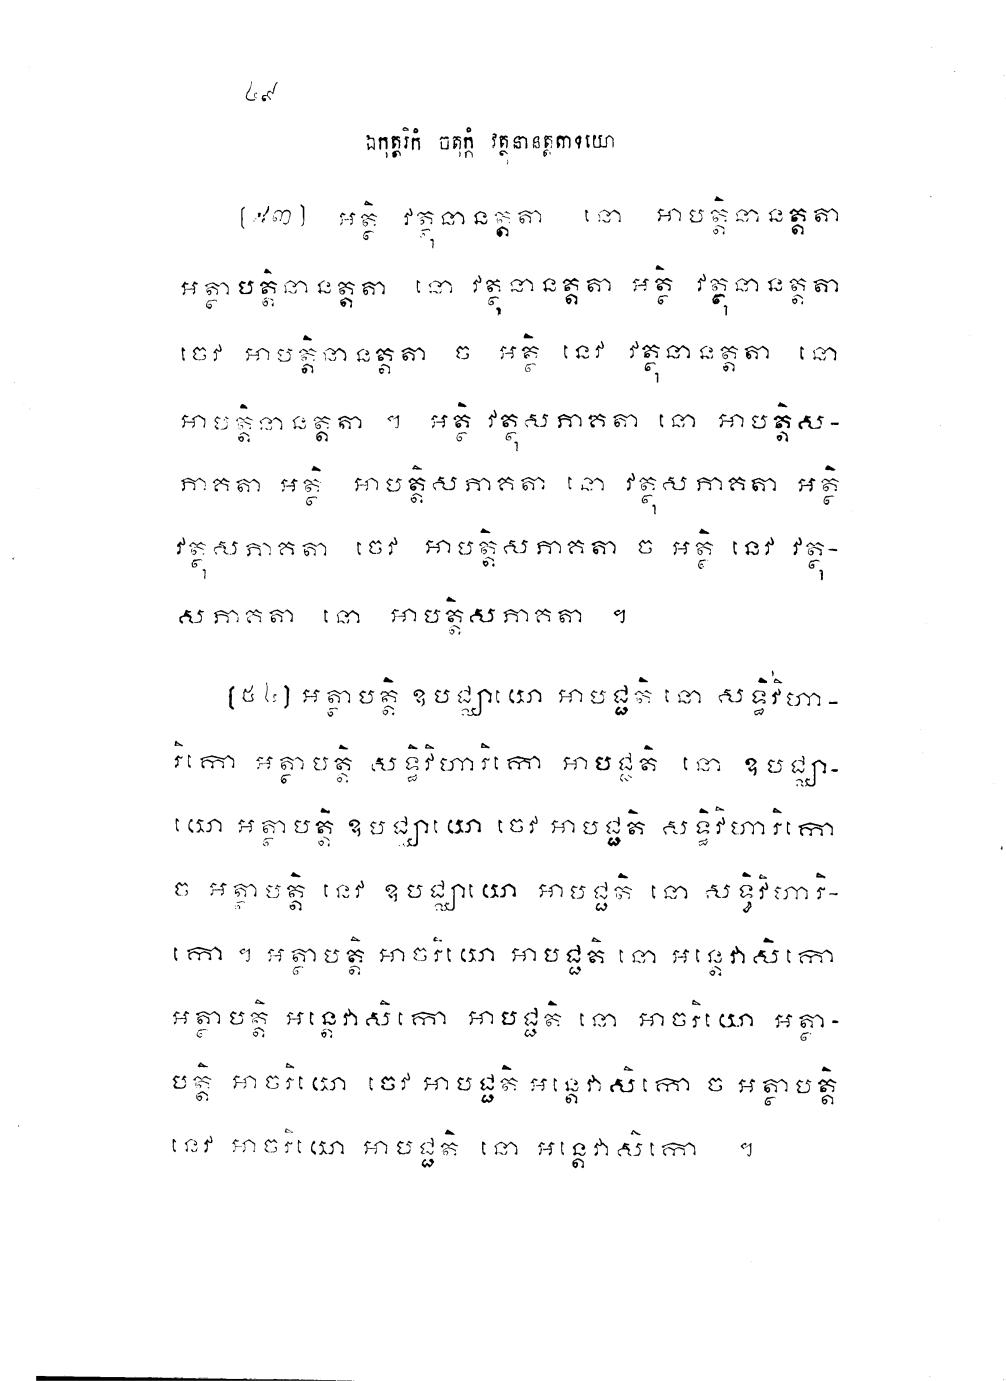 ៤៩
ឯកុត្តរិកំ ចតុក្កំ វត្ថុនានត្តតាទយោ
(៩៣) អត្ថិ វត្ថុនានត្តតា នោ អាបត្តិនានត្តតា
អត្ថាបត្តិនានត្តតា នោ វត្ថុនានត្តតា អត្ថិ វត្ថុនានត្តតា
ចេវ អាបត្តិនានត្តតា ច អត្ថិ នេវ វត្ថុនានត្តតា នោ
អាបត្តិនានត្តតា ។ អត្ថិ វត្ថុសភាគតា នោ អាបត្តិស-
ភាគតា អត្ថិ អាបត្តិសភាគតា នោ វត្ថុសភាគតា អត្ថិ
វត្ថុសភាគតា ចេវ អាបត្តិសភាគតា ច អត្ថិ នេវ វត្ថុ-
សភាគតា នោ អាបត្តិសភាគតា ។
(៥៤) អត្ថាបត្តិ ឧបជ្ឈាយោ អាបជ្ជតិ នោ សទ្ធិវិហា-
រិកោ អត្ថាបត្តិ សទ្ធិវិហារិកោ អាបជ្ជតិ នោ ឧបជ្ឈា-
យោ អត្ថាបត្តិ ឧបជ្ឈាយោ ចេវ អាបជ្ជតិ សទ្ធិវិហារិកោ
ច អត្ថាបត្តិ នេវ ឧបជ្ឈាយោ អាបជ្ជតិ នោ សទ្ធិវិហារិ-
កោ ។ អត្ថាបត្តិ អាចរិយោ អាបជ្ជតិ នោ អន្តេវាសិកោ
អត្ថាបត្តិ អន្តេវាសិកោ អាបជ្ជតិ នោ អាចរិយោ អត្ថា-
បត្តិ អាចរិយោ ចេវ អាបជ្ជតិ អន្តេវាសិកោ ច អត្ថាបត្តិ
នេវ អាចរិយោ អាបជ្ជតិ នោ អន្តេវាសិកោ ។